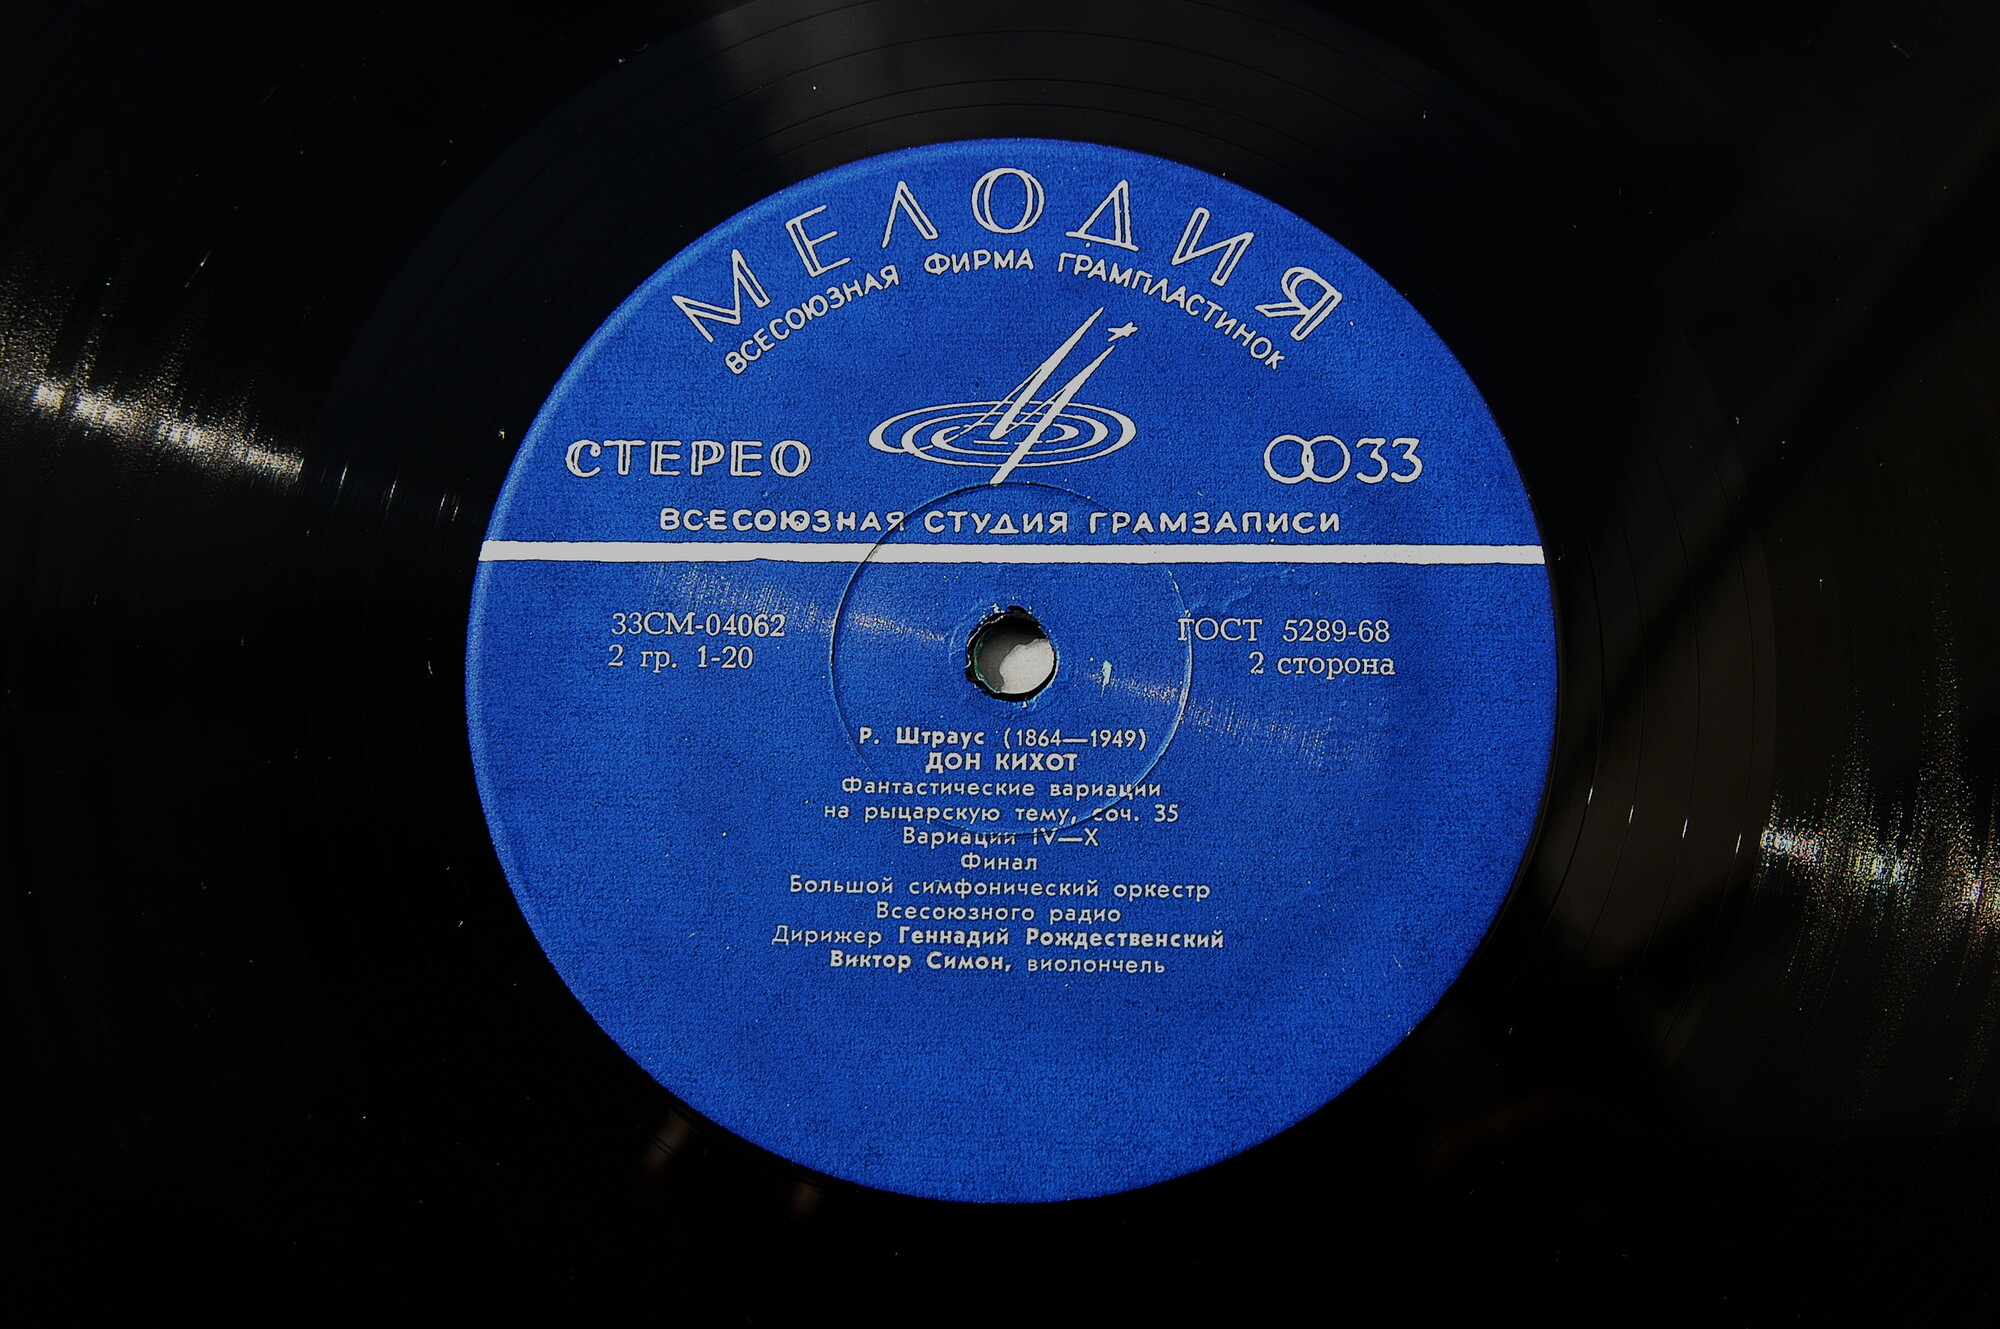 МЕЛОДИЯ
ВСЕСОЮЗНАЯ ФИРМА ГРАМПЛАСТИНОК
СТЕРЕО
33
ВСЕСОЮЗНАЯ СТУДИЯ ГРАМЗАПИСИ
33СМ-04062
2 гр. 1-20
ГОСТ 5289-68
2 сторона
Р. Штраус (1864—1949)
ДОН КИХОТ
Фантастические вариации
на рыцарскую тему, соч. 35
Вариации IV—X
Финал
Большой симфонический оркестр
Всесоюзного радио
Дирижер Геннадий Рождественский
Виктор Симон, виолончель